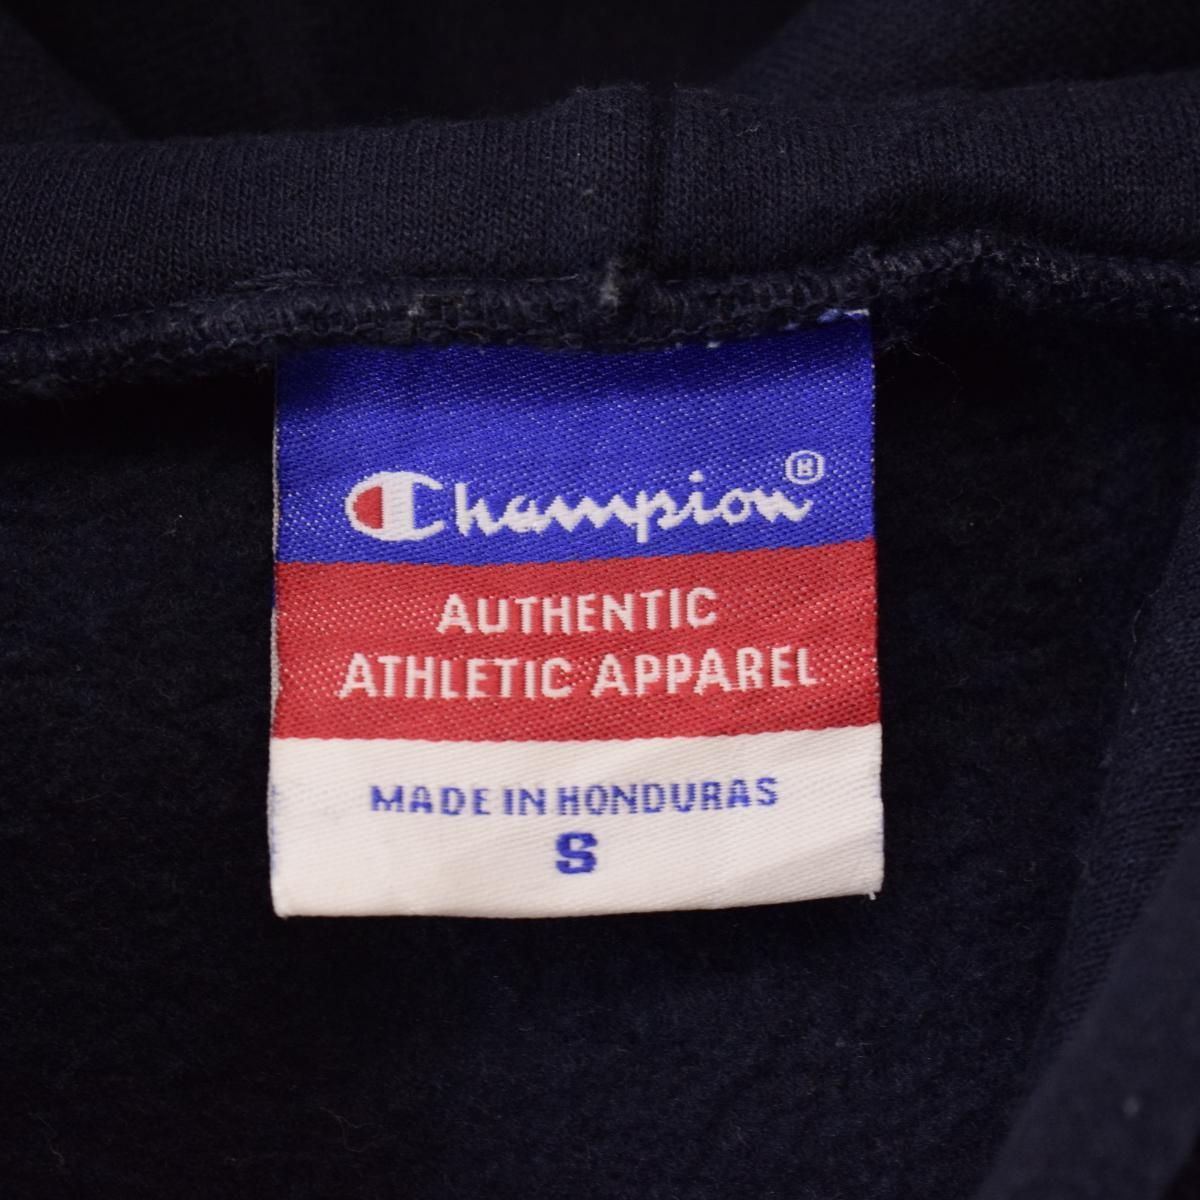 Champion®
AUTHENTIC
ATHLETIC APPAREL
MADE IN HONDURAS
S